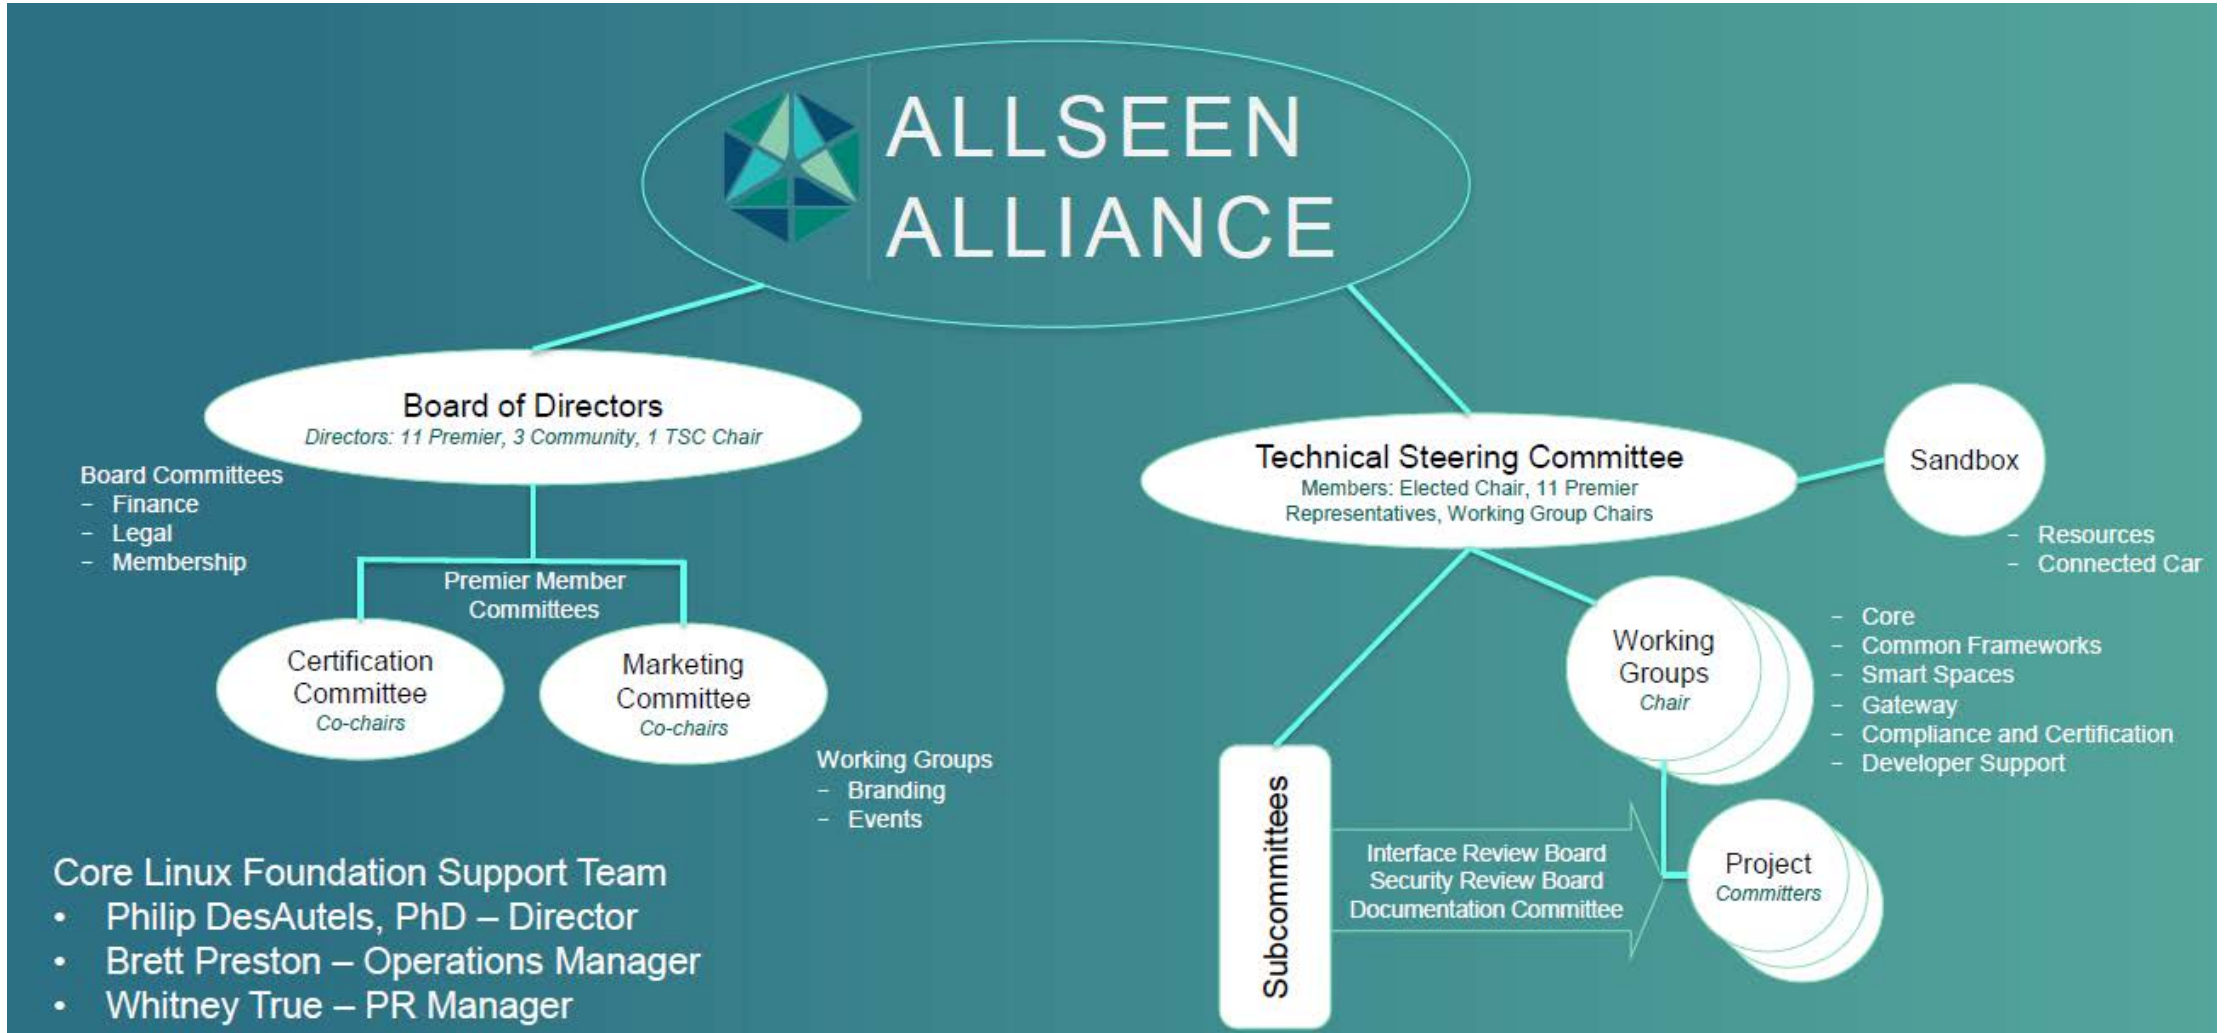 ALLSEEN
ALLIANCE
Board of Directors
Directors: 11 Premier, 3 Community, 1 TSC Chair
Board Committees
- Finance
- Legal
- Membership
Premier Member
Committees
Certification
Committee
Co-chairs
Marketing
Committee
Co-chairs
Working Groups
- Branding
- Events
Core Linux Foundation Support Team
• Philip DesAutels, PhD – Director
• Brett Preston – Operations Manager
• Whitney True – PR Manager
Technical Steering Committee
Members: Elected Chair, 11 Premier
Representatives, Working Group Chairs
Sandbox
- Resources
- Connected Car
Working
Groups
Chair
- Core
- Common Frameworks
- Smart Spaces
- Gateway
- Compliance and Certification
- Developer Support
Subcommittees
Interface Review Board
Security Review Board
Documentation Committee
Project
Committers